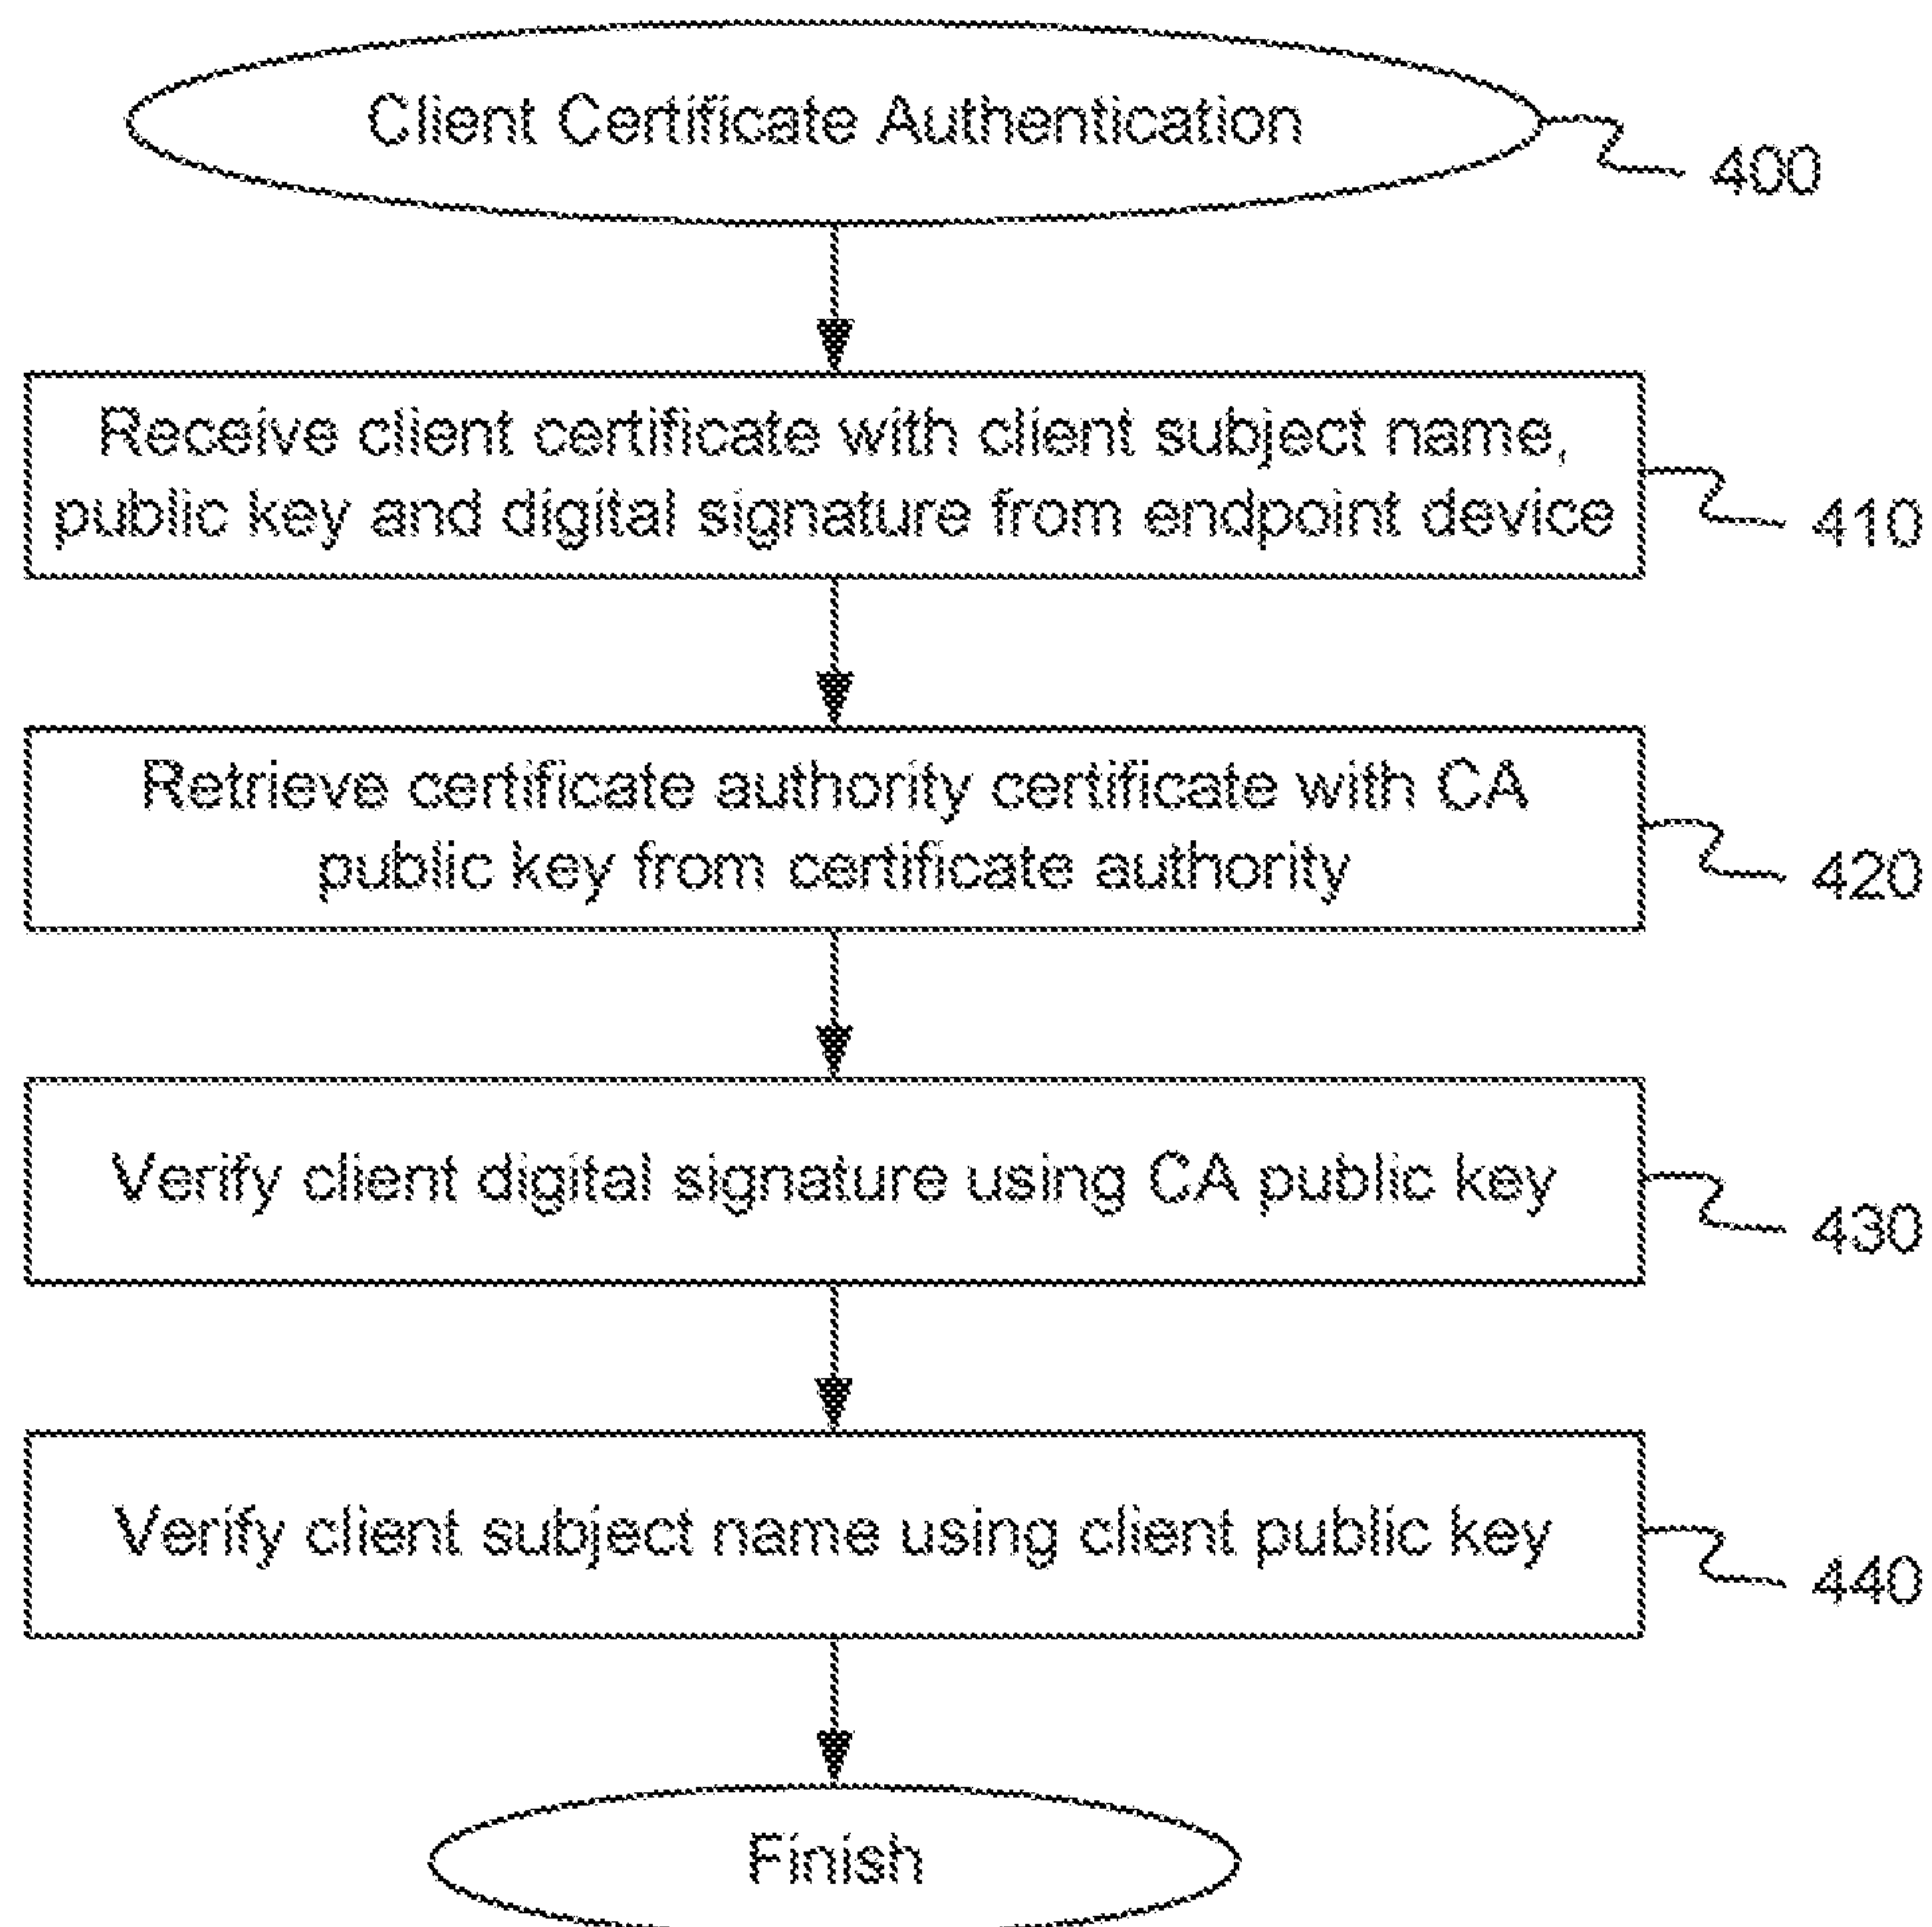 Client Certificate Authentication
400
Receive client certificate with client subject name,
public key and digital signature from endpoint device
410
Retrieve certificate authority certificate with CA
public key from certificate authority
420
Verify client digital signature using CA public key
430
Verify client subject name using client public key
440
Finish